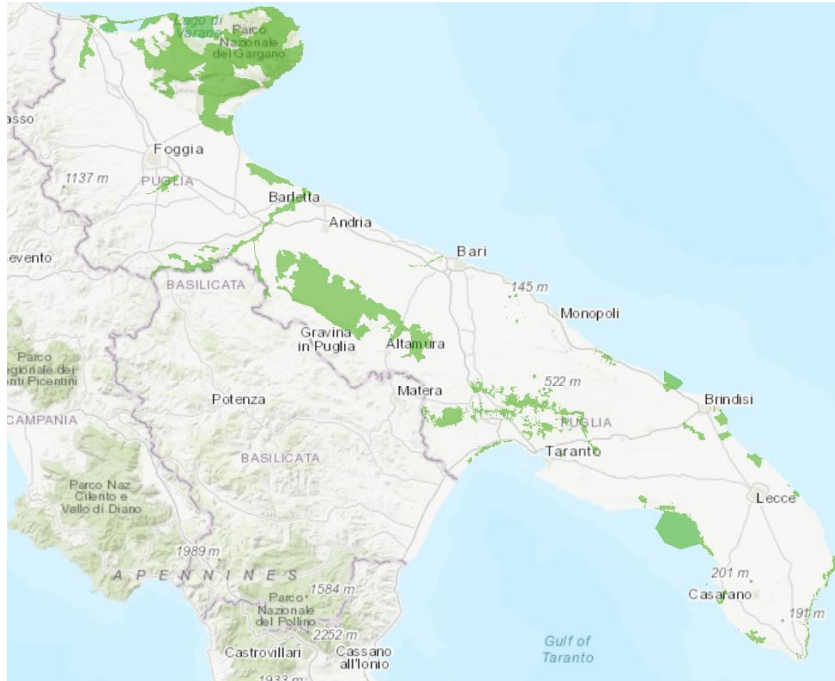 Lago di
Varano
Parco
Nazionale
del Gargano
Foggia
1137 m
PUGLIA
Barletta
Andria
evento
BASILICATA
Bari
145 m
Monopoli
Gravina
in Puglia
Altamura
Parco
egionale dei
nti Picentini
Matera
522 m
Potenza
Brindisi
CAMPANIA
PUGLIA
Taranto
BASILICATA
Parco Naz
Cilento e
Vallo di Diano
Lecce
1989 m
APENNINES
1584 m
201 m
Casarano
Parco
Nazionale
del Pollino
191 m
2252 m
Gulf of
Taranto
Castrovillari
Cassano
all'Ionio
1933 m